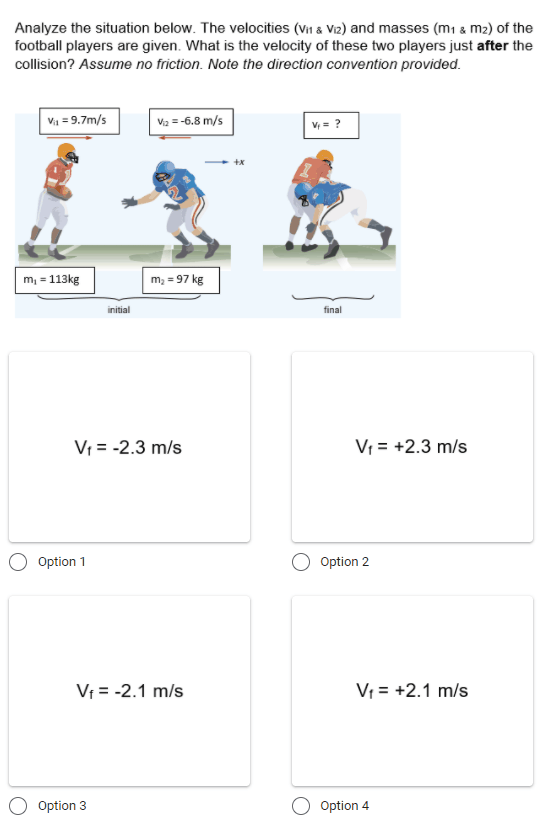 Analyze the situation below. The velocities (Vi1 & Vi2) and masses (m1 & m2) of the
football players are given. What is the velocity of these two players just after the
collision? Assume no friction. Note the direction convention provided.
Vi1 = 9.7m/s
Vi2 = -6.8 m/s
Vf = ?
+x
m1 = 113kg
m2 = 97 kg
initial
final
Vf = -2.3 m/s
Vf = +2.3 m/s
Option 1
Option 2
Vf = -2.1 m/s
Vf = +2.1 m/s
Option 3
Option 4